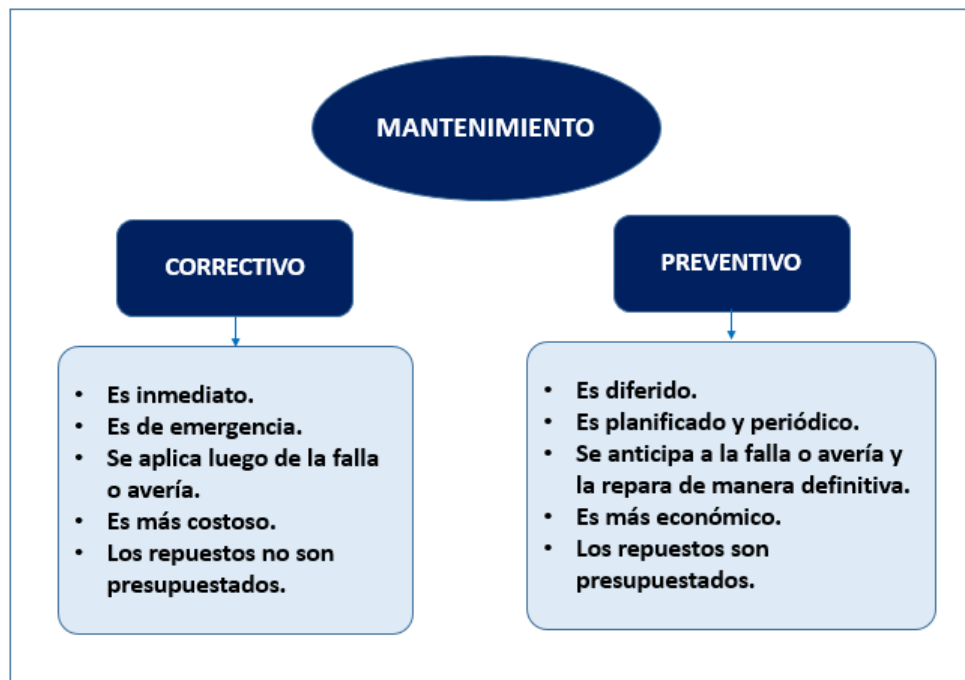 MANTENIMIENTO
CORRECTIVO
• Es inmediato.
• Es de emergencia.
• Se aplica luego de la falla
o avería.
• Es más costoso.
• Los repuestos no son
presupuestados.
PREVENTIVO
• Es diferido.
• Es planificado y periódico.
• Se anticipa a la falla o avería y
la repara de manera definitiva.
• Es más económico.
• Los repuestos son
presupuestados.